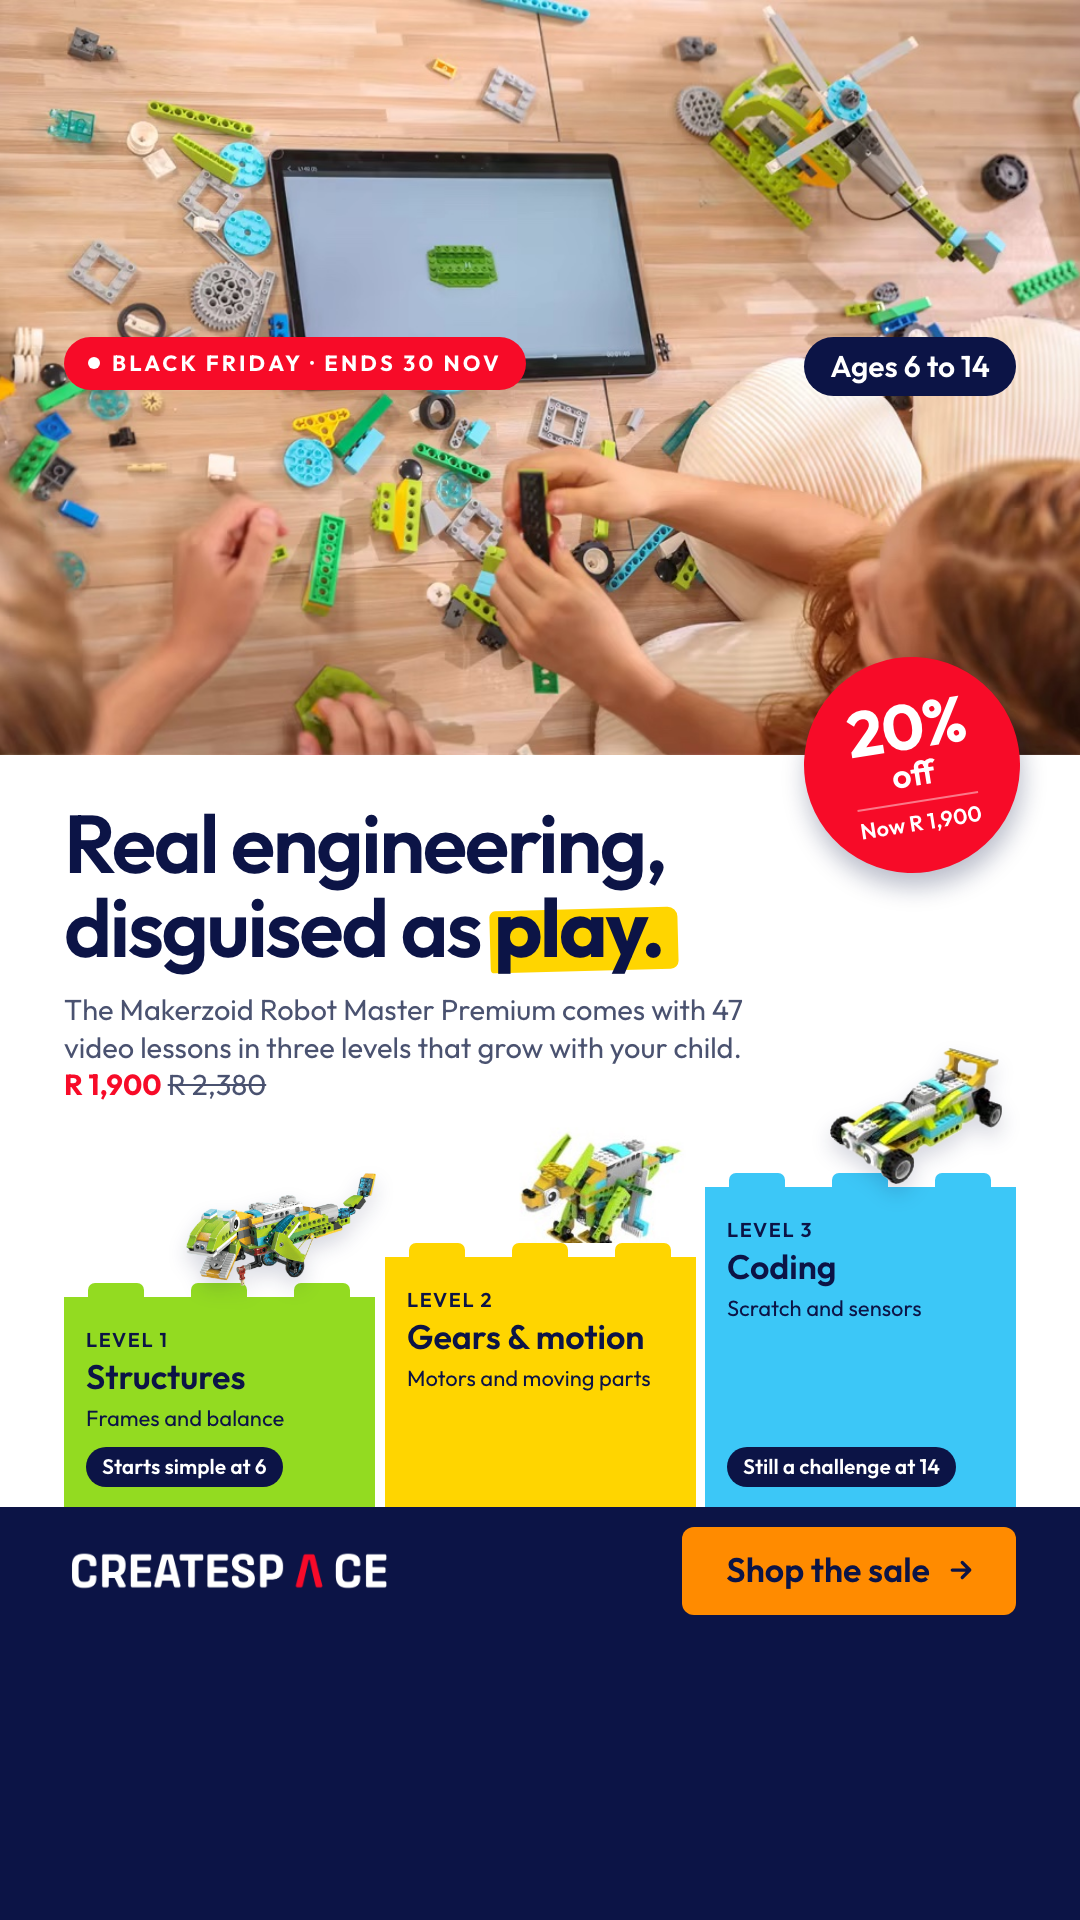 BLACK FRIDAY · ENDS 30 NOV
Ages 6 to 14
20%
off
Now R 1,900
Real engineering,
disguised as play.
The Makerzoid Robot Master Premium comes with 47
video lessons in three levels that grow with your child.
R 1,900 R 2,380
LEVEL 1
Structures
Frames and balance
Starts simple at 6
LEVEL 2
Gears & motion
Motors and moving parts
LEVEL 3
Coding
Scratch and sensors
Still a challenge at 14
CREATESPACE
Shop the sale →